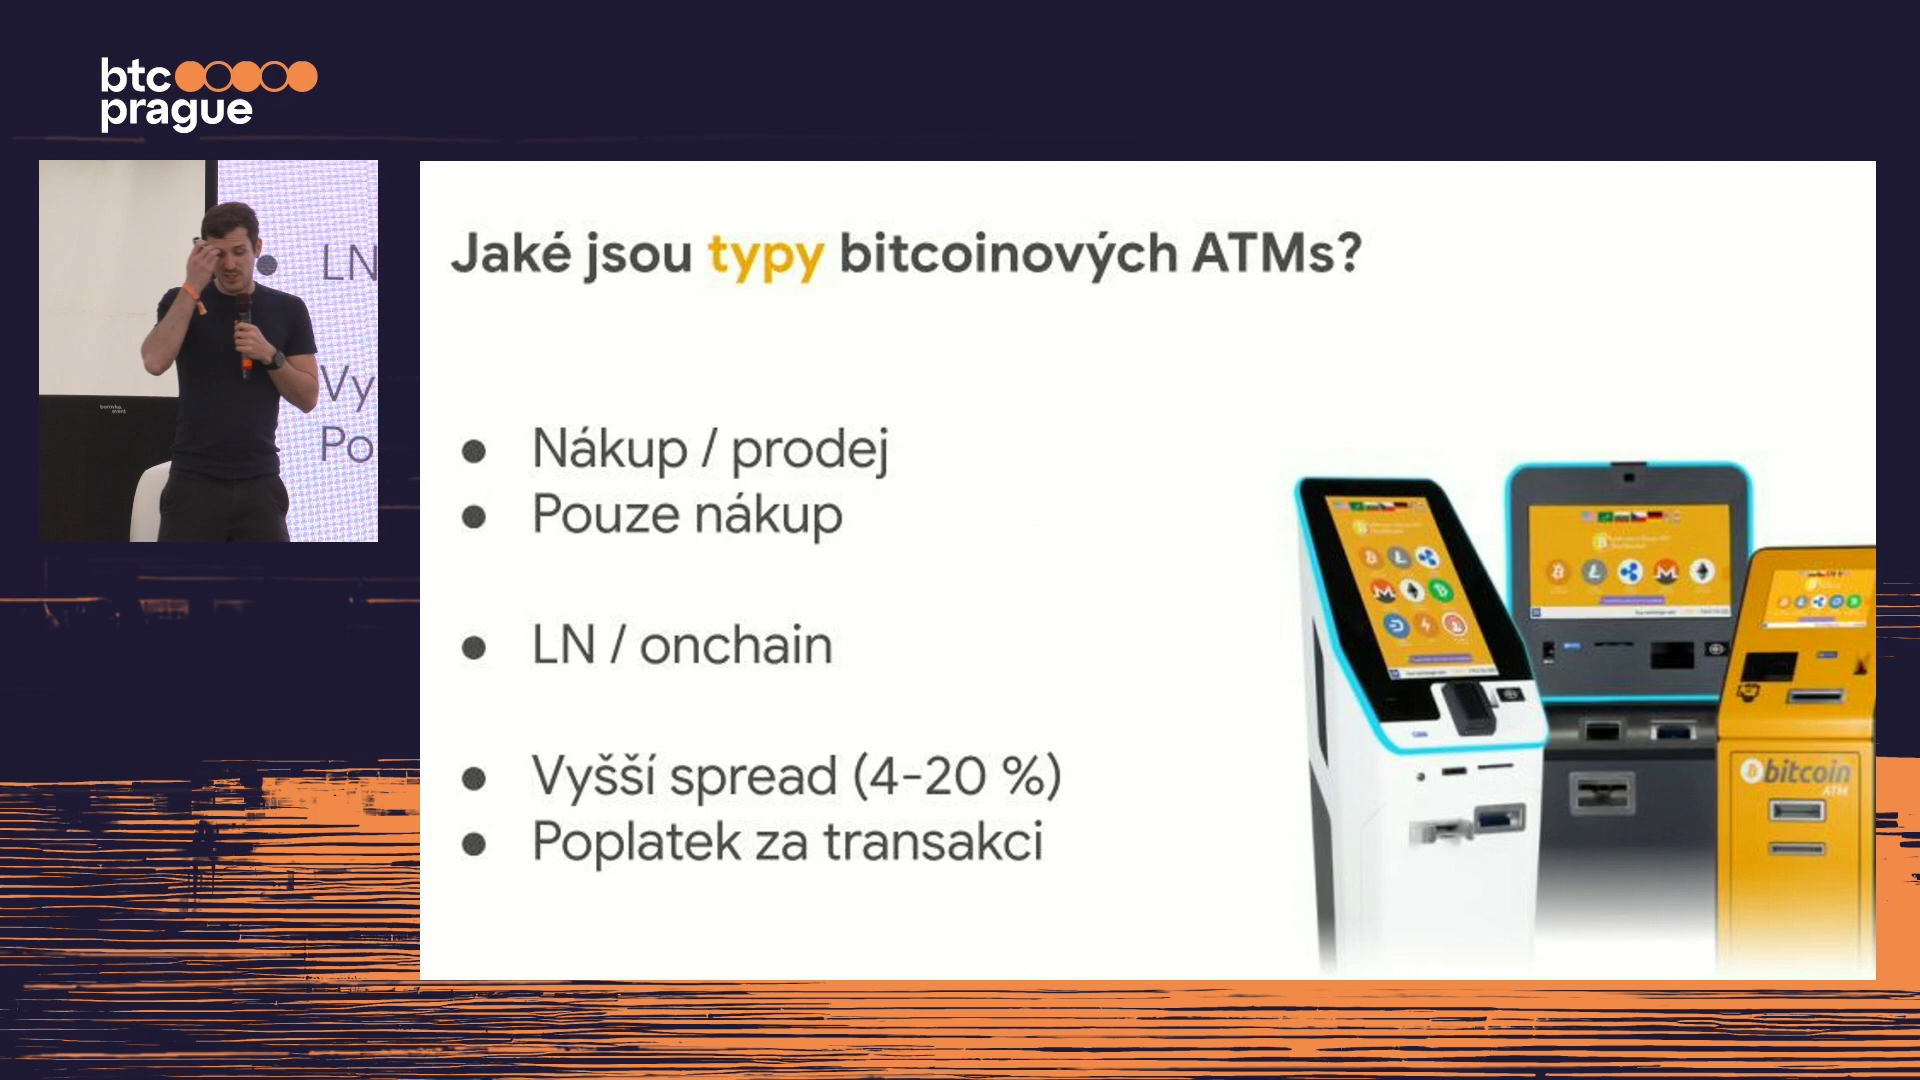 btc
prague
LN
Vy
Po
Jaké jsou typy bitcoinových ATMs?
● Nákup / prodej
● Pouze nákup
● LN / onchain
● Vyšší spread (4-20 %)
● Poplatek za transakci
bitcoin
ATM